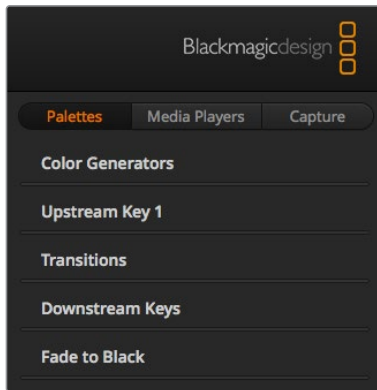 Blackmagicdesign
Palettes Media Players Capture
Color Generators
Upstream Key 1
Transitions
Downstream Keys
Fade to Black